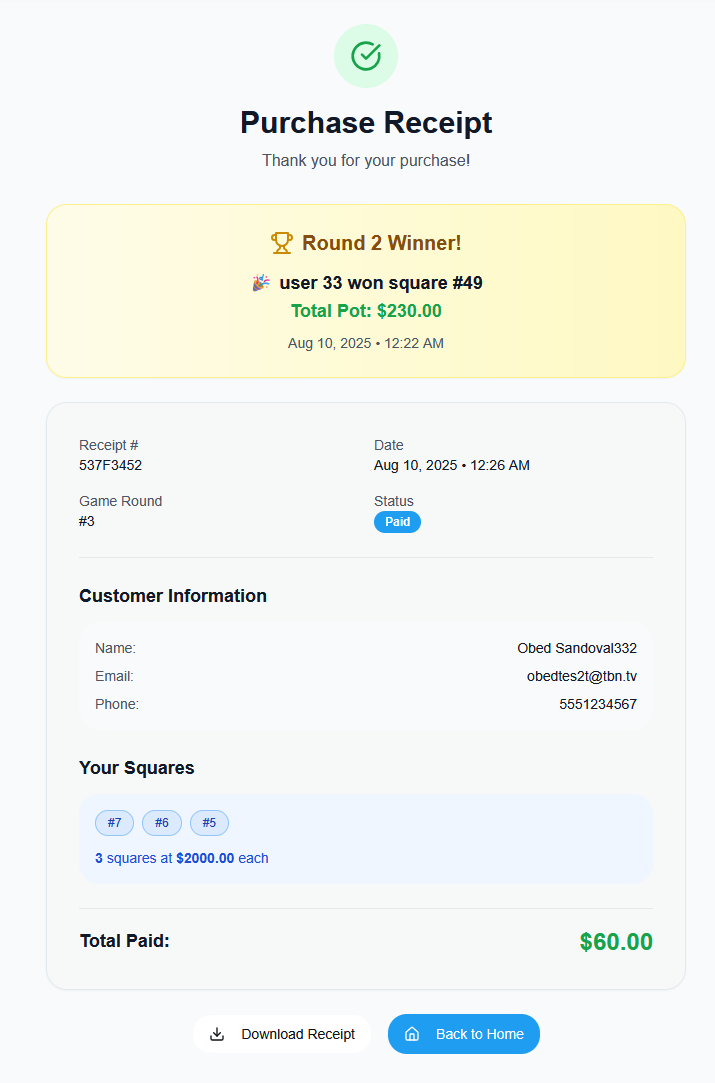 Purchase Receipt
Thank you for your purchase!
Round 2 Winner!
🎉 user 33 won square #49
Total Pot: $230.00
Aug 10, 2025 • 12:22 AM
Receipt #
537F3452
Date
Aug 10, 2025 • 12:26 AM
Game Round
#3
Status
Paid
Customer Information
Name: Obed Sandoval332
Email: obedtes2t@tbn.tv
Phone: 5551234567
Your Squares
#7 #6 #5
3 squares at $2000.00 each
Total Paid: $60.00
Download Receipt Back to Home